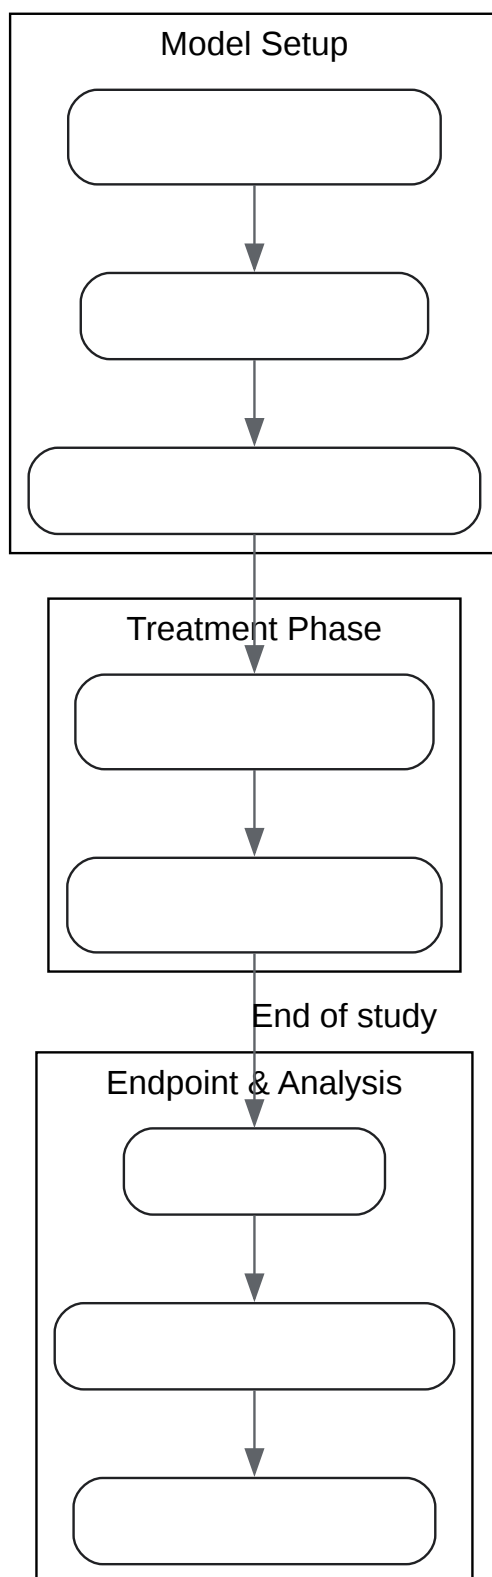 Model Setup
Treatment Phase
End of study
Endpoint & Analysis